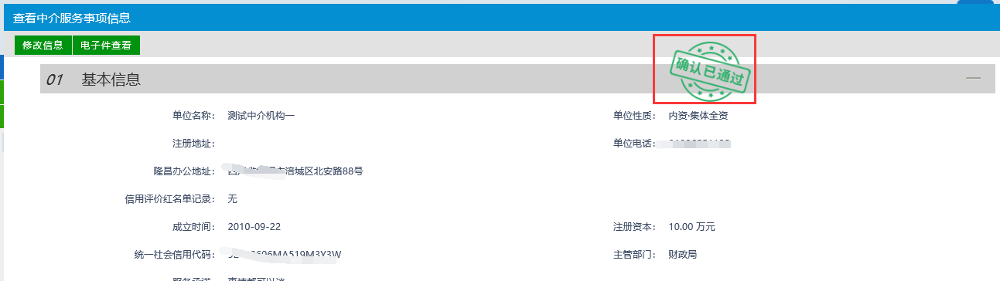 查看中介服务事项信息
修改信息 电子件查看
确认已通过
01 基本信息
单位名称： 测试中介机构一 单位性质： 内资·集体全资
注册地址： 单位电话：
隆昌办公地址： 涪城区北安路88号
信用评价红名单记录： 无
成立时间： 2010-09-22 注册资本： 10.00 万元
统一社会信用代码： 606MA519M3Y3W 主管部门： 财政局